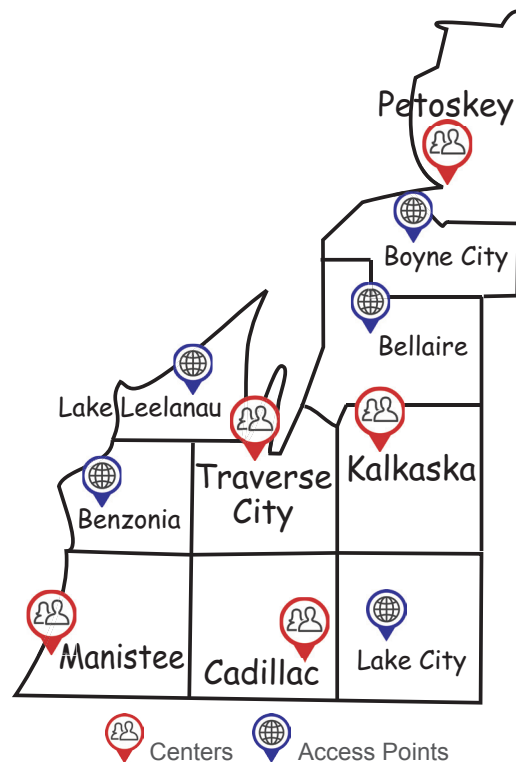 Petoskey
Boyne City
Bellaire
Lake Leelanau
Kalkaska
Traverse
City
Benzonia
Manistee
Cadillac
Lake City
Centers
Access Points